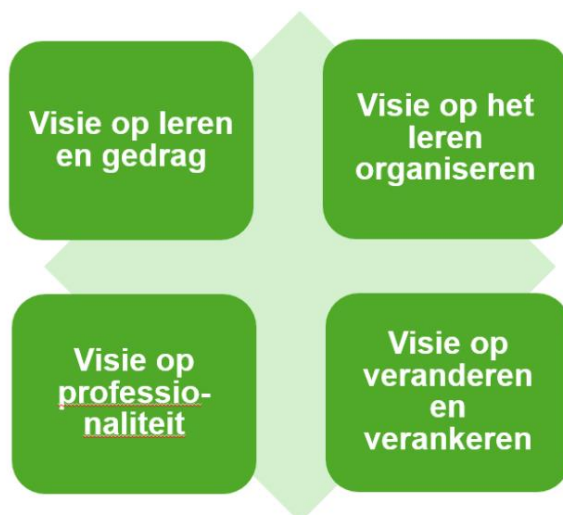 Visie op leren
en gedrag
Visie op het
leren
organiseren
Visie op
professio-
naliteit
Visie op
veranderen
en
verankeren